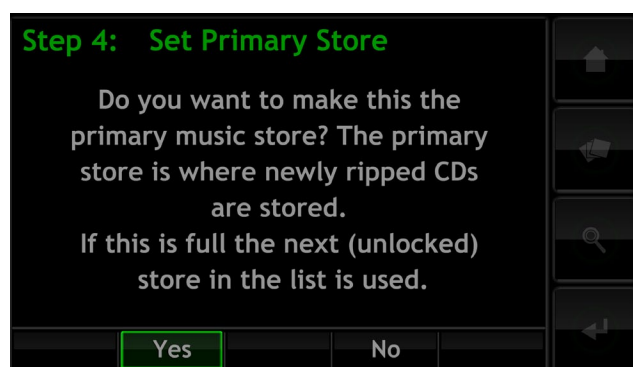 Step 4: Set Primary Store
Do you want to make this the
primary music store? The primary
store is where newly ripped CDs
are stored.
If this is full the next (unlocked)
store in the list is used.
Yes No